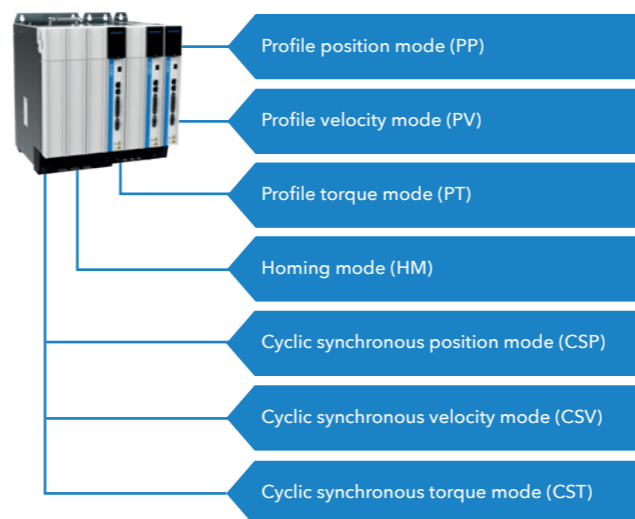 Profile position mode (PP)
Profile velocity mode (PV)
Profile torque mode (PT)
Homing mode (HM)
Cyclic synchronous position mode (CSP)
Cyclic synchronous velocity mode (CSV)
Cyclic synchronous torque mode (CST)